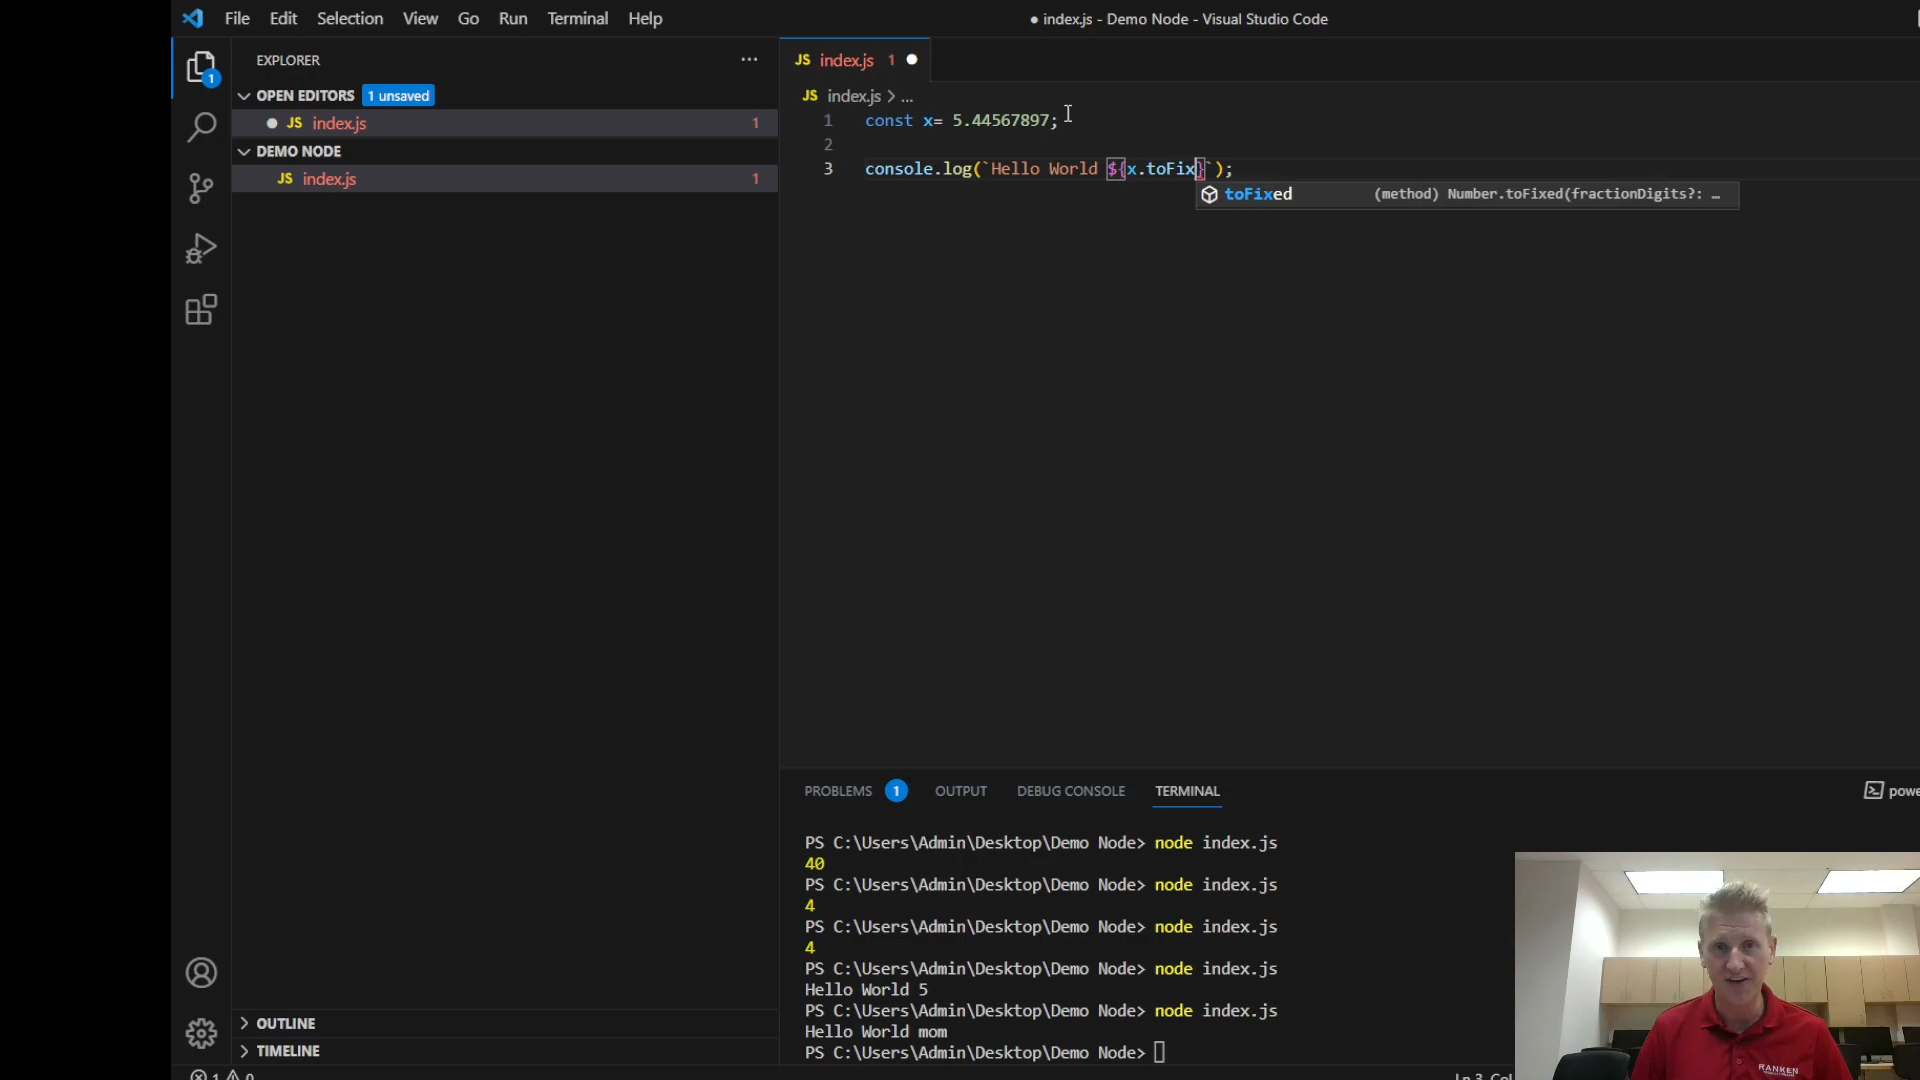 File Edit Selection View Go Run Terminal Help
● index.js - Demo Node - Visual Studio Code
EXPLORER ···
1
OPEN EDITORS 1 unsaved
● JS index.js 1
DEMO NODE
JS index.js 1
OUTLINE
TIMELINE
JS index.js 1 ●
JS index.js > ...
1 const x= 5.44567897;
2
3 console.log(`Hello World ${x.toFix}`);
toFixed (method) Number.toFixed(fractionDigits?: …
PROBLEMS 1 OUTPUT DEBUG CONSOLE TERMINAL
PS C:\Users\Admin\Desktop\Demo Node> node index.js
40
PS C:\Users\Admin\Desktop\Demo Node> node index.js
4
PS C:\Users\Admin\Desktop\Demo Node> node index.js
4
PS C:\Users\Admin\Desktop\Demo Node> node index.js
Hello World 5
PS C:\Users\Admin\Desktop\Demo Node> node index.js
Hello World mom
PS C:\Users\Admin\Desktop\Demo Node>
RANKEN